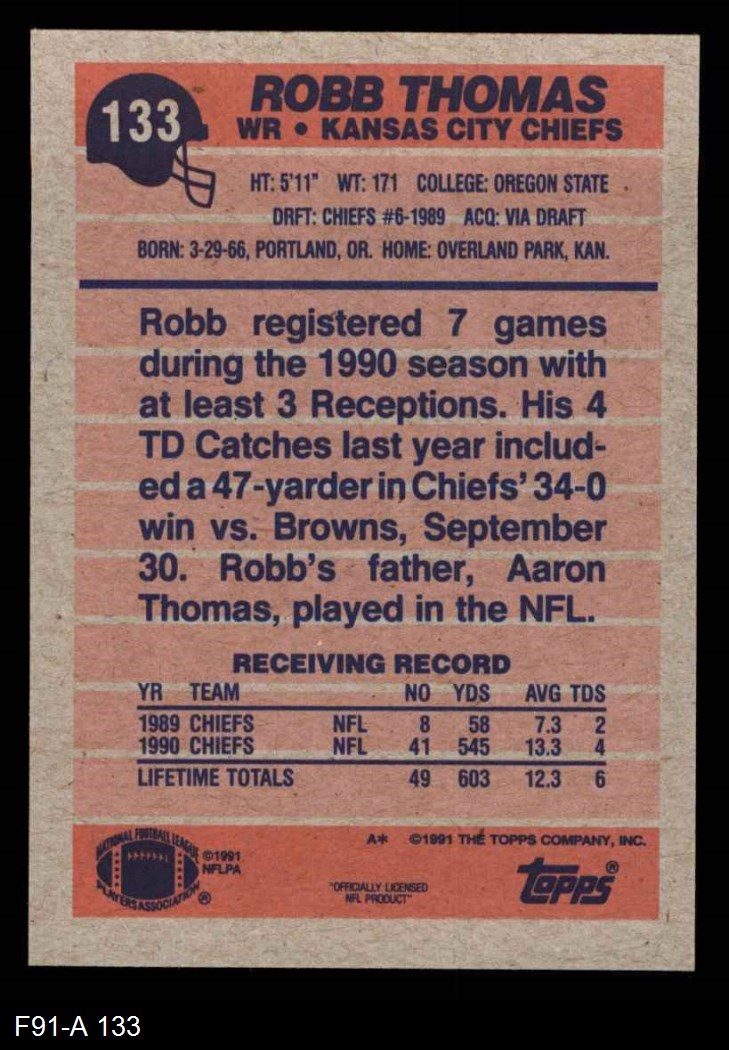 133
ROBB THOMAS
WR • KANSAS CITY CHIEFS
HT: 5'11" WT: 171 COLLEGE: OREGON STATE
DRFT: CHIEFS #6-1989 ACQ: VIA DRAFT
BORN: 3-29-66, PORTLAND, OR. HOME: OVERLAND PARK, KAN.
Robb registered 7 games
during the 1990 season with
at least 3 Receptions. His 4
TD Catches last year includ-
ed a 47-yarder in Chiefs' 34-0
win vs. Browns, September
30. Robb's father, Aaron
Thomas, played in the NFL.
RECEIVING RECORD
YR TEAM NO YDS AVG TDS
1989 CHIEFS NFL 8 58 7.3 2
1990 CHIEFS NFL 41 545 13.3 4
LIFETIME TOTALS 49 603 12.3 6
A* ©1991 THE TOPPS COMPANY, INC.
NATIONAL FOOTBALL LEAGUE
PLAYERS ASSOCIATION ®
©1991
NFLPA
"OFFICIALLY LICENSED
NFL PRODUCT"
topps®
F91-A 133